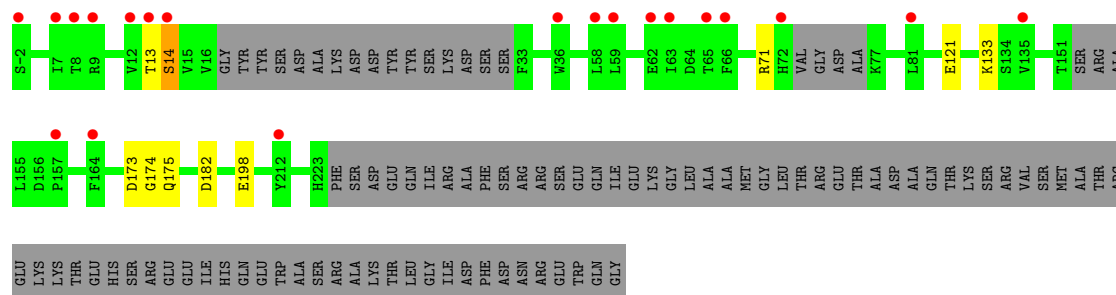 S-2 I7 T8 R9 V12 T13 S14 V15 V16 GLY TYR TYR SER ASP ALA LYS ASP ASP TYR TYR SER LYS ASP SER SER F33 W36 L58 L59 E62 I63 D64 T65 F66 R71 H72 VAL GLY ASP ALA K77 L81 E121 K133 S134 V135 T151 SER ARG ALA
L155 D156 P157 F164 D173 G174 Q175 D182 E198 Y212 H223 PHE SER ASP GLU GLN ILE ARG ALA PHE SER ARG ARG SER GLU GLN ILE GLU LYS GLY LEU ALA ALA MET GLY LEU THR ARG GLU THR ALA ASP ALA GLN THR LYS SER ARG VAL SER MET ALA THR ARG
GLU LYS LYS THR GLU HIS SER ARG GLU GLU ILE HIS GLN GLU TRP ALA SER ARG ALA LYS THR LEU GLY ILE ASP PHE ASP ASN ARG GLU TRP GLN GLY